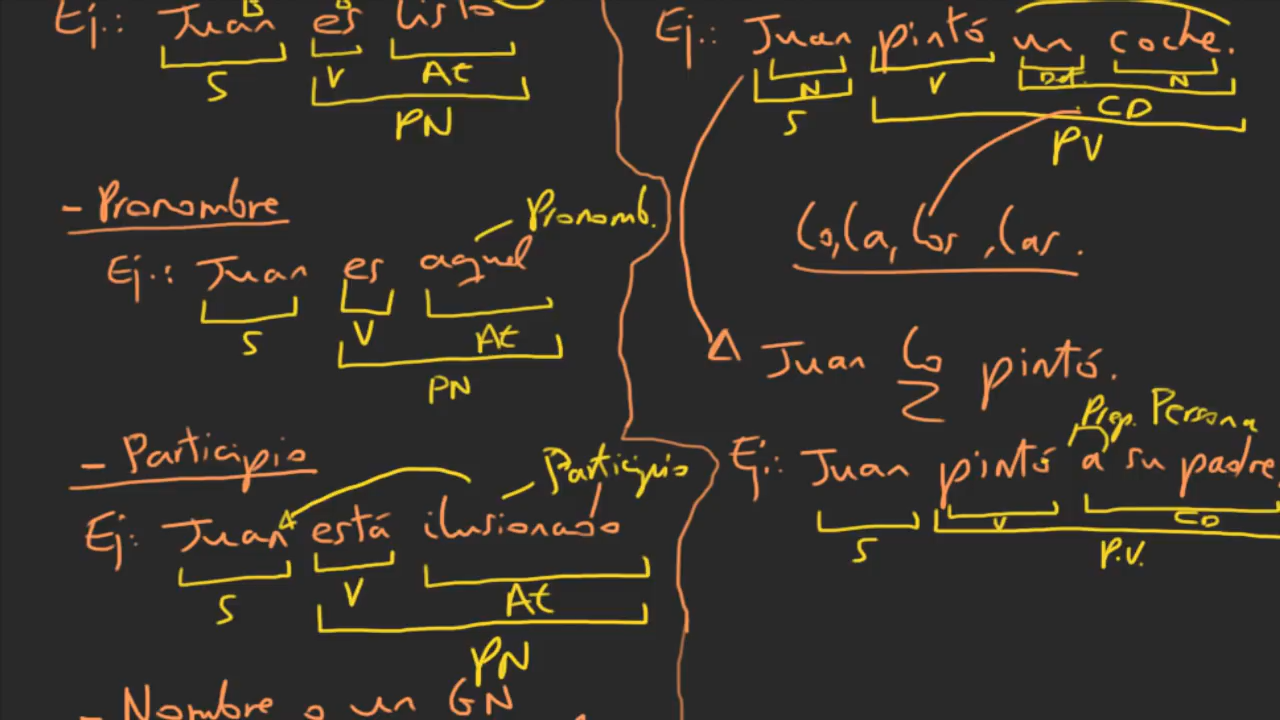 Ej.: Juan es listo
S V At
PN
- Pronombre
Pronomb.
Ej.: Juan es aquel
S V At
PN
- Participio
Participio
Ej: Juan está ilusionado
S V At
PN
- Nombre o un GN
Ej.: Juan pintó un coche.
N V Det. N
S CD
PV
Lo, la, los, las.
Juan lo pintó.
Prep. Persona
Ej.: Juan pintó a su padre
S V CD
P.V.